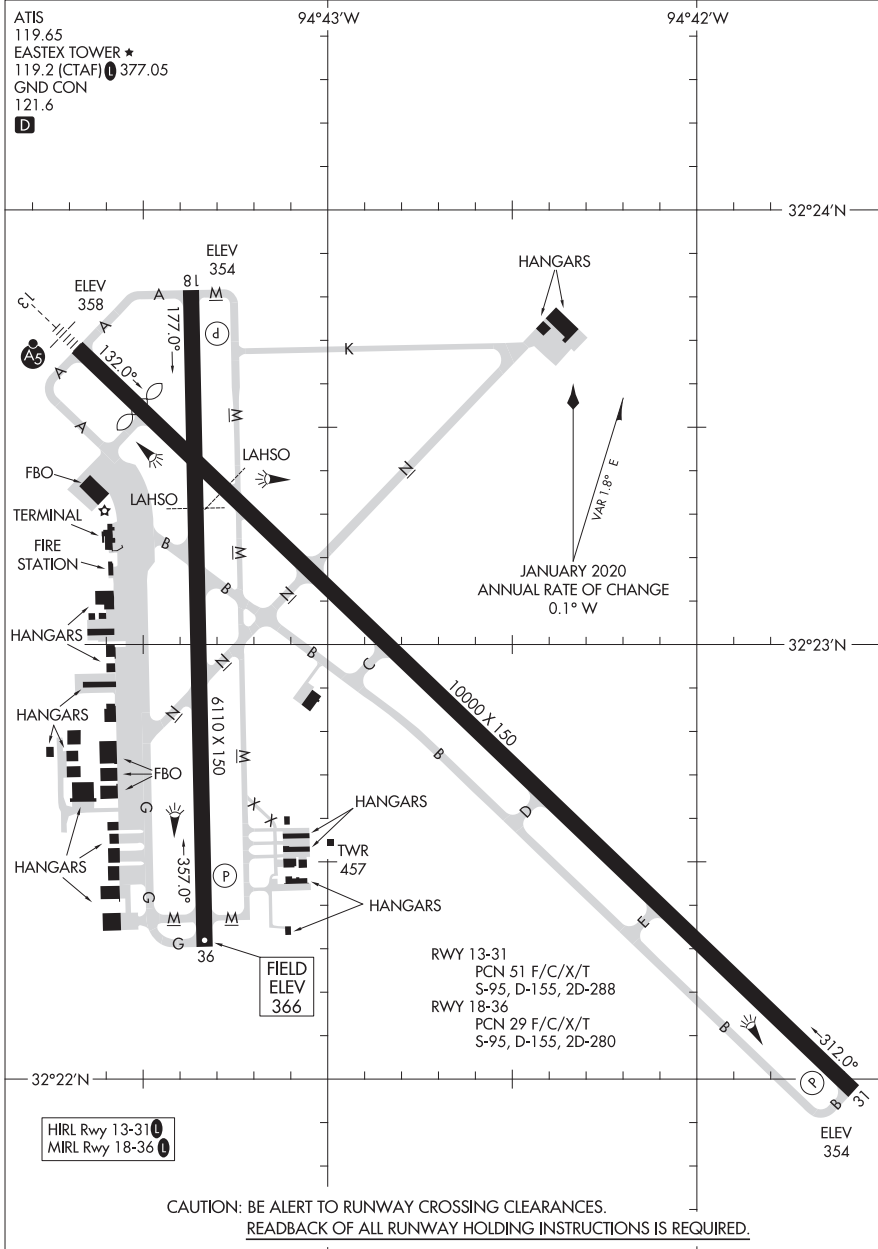 ATIS
119.65
EASTEX TOWER ★
119.2 (CTAF) L 377.05
GND CON
121.6
D
94°43'W
94°42'W
32°24'N
ELEV
354
HANGARS
ELEV
358
13
18
A
M
A
177.0°
P
A5
132.0°
K
A
A
M
VAR 1.8° E
LAHSO
N
FBO
LAHSO
TERMINAL
FIRE
STATION
B
M
JANUARY 2020
ANNUAL RATE OF CHANGE
0.1° W
B
N
HANGARS
B
32°23'N
N
C
10000 X 150
HANGARS
N
6110 X 150
M
B
FBO
G
X
X
HANGARS
D
TWR
457
HANGARS
357.0°
P
G
M
M
HANGARS
E
G
36
FIELD
ELEV
366
RWY 13-31
PCN 51 F/C/X/T
S-95, D-155, 2D-288
RWY 18-36
PCN 29 F/C/X/T
S-95, D-155, 2D-280
B
312.0°
32°22'N
P
B
31
HIRL Rwy 13-31 L
MIRL Rwy 18-36 L
ELEV
354
CAUTION: BE ALERT TO RUNWAY CROSSING CLEARANCES.
READBACK OF ALL RUNWAY HOLDING INSTRUCTIONS IS REQUIRED.